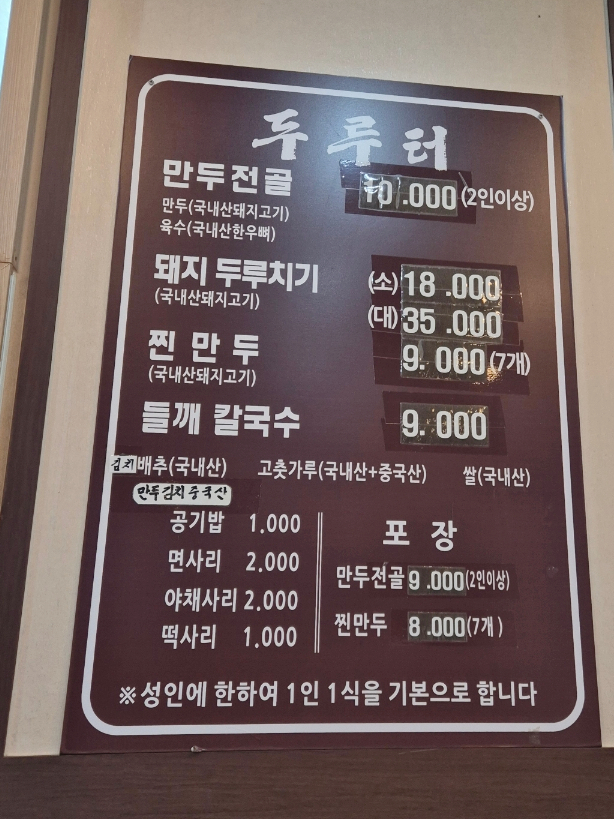 두루터
만두전골 10.000(2인이상)
만두(국내산돼지고기)
육수(국내산한우뼈)
돼지 두루치기 (소) 18.000
(국내산돼지고기) (대) 35.000
찐만두 9.000(7개)
(국내산돼지고기)
들깨 칼국수 9.000
김치배추(국내산) 고춧가루(국내산+중국산) 쌀(국내산)
만두김치중국산
공기밥 1.000
면사리 2.000
야채사리 2.000
떡사리 1.000
포장
만두전골 9.000(2인이상)
찐만두 8.000(7개)
※성인에 한하여 1인 1식을 기본으로 합니다